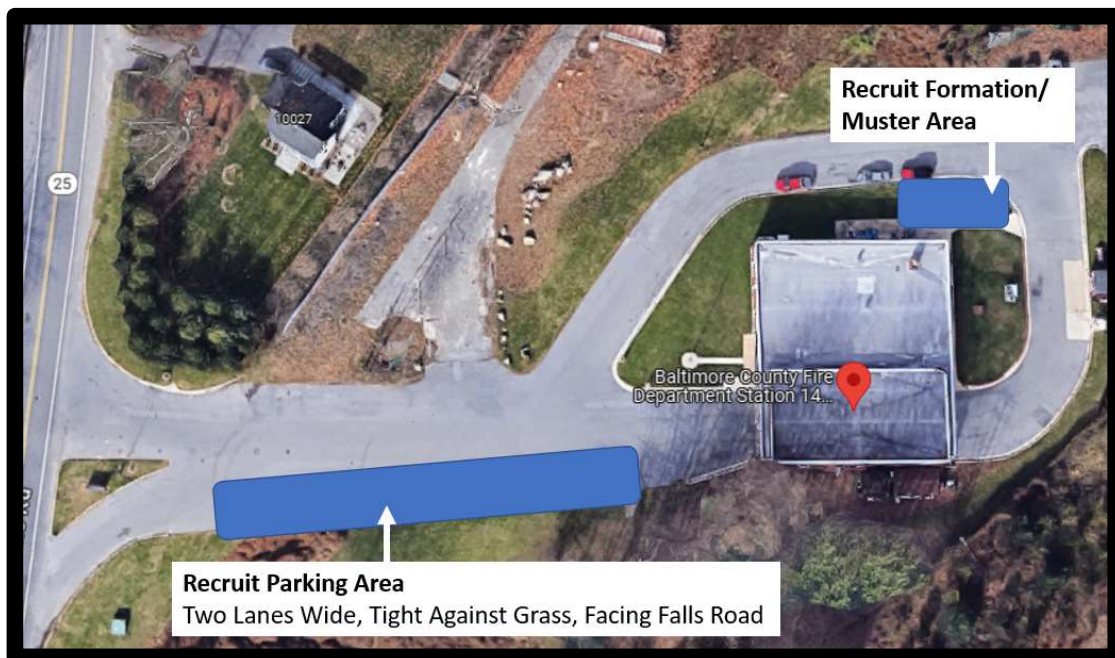 10027
Recruit Formation/
Muster Area
25
Baltimore County Fire
Department Station 14...
Recruit Parking Area
Two Lanes Wide, Tight Against Grass, Facing Falls Road